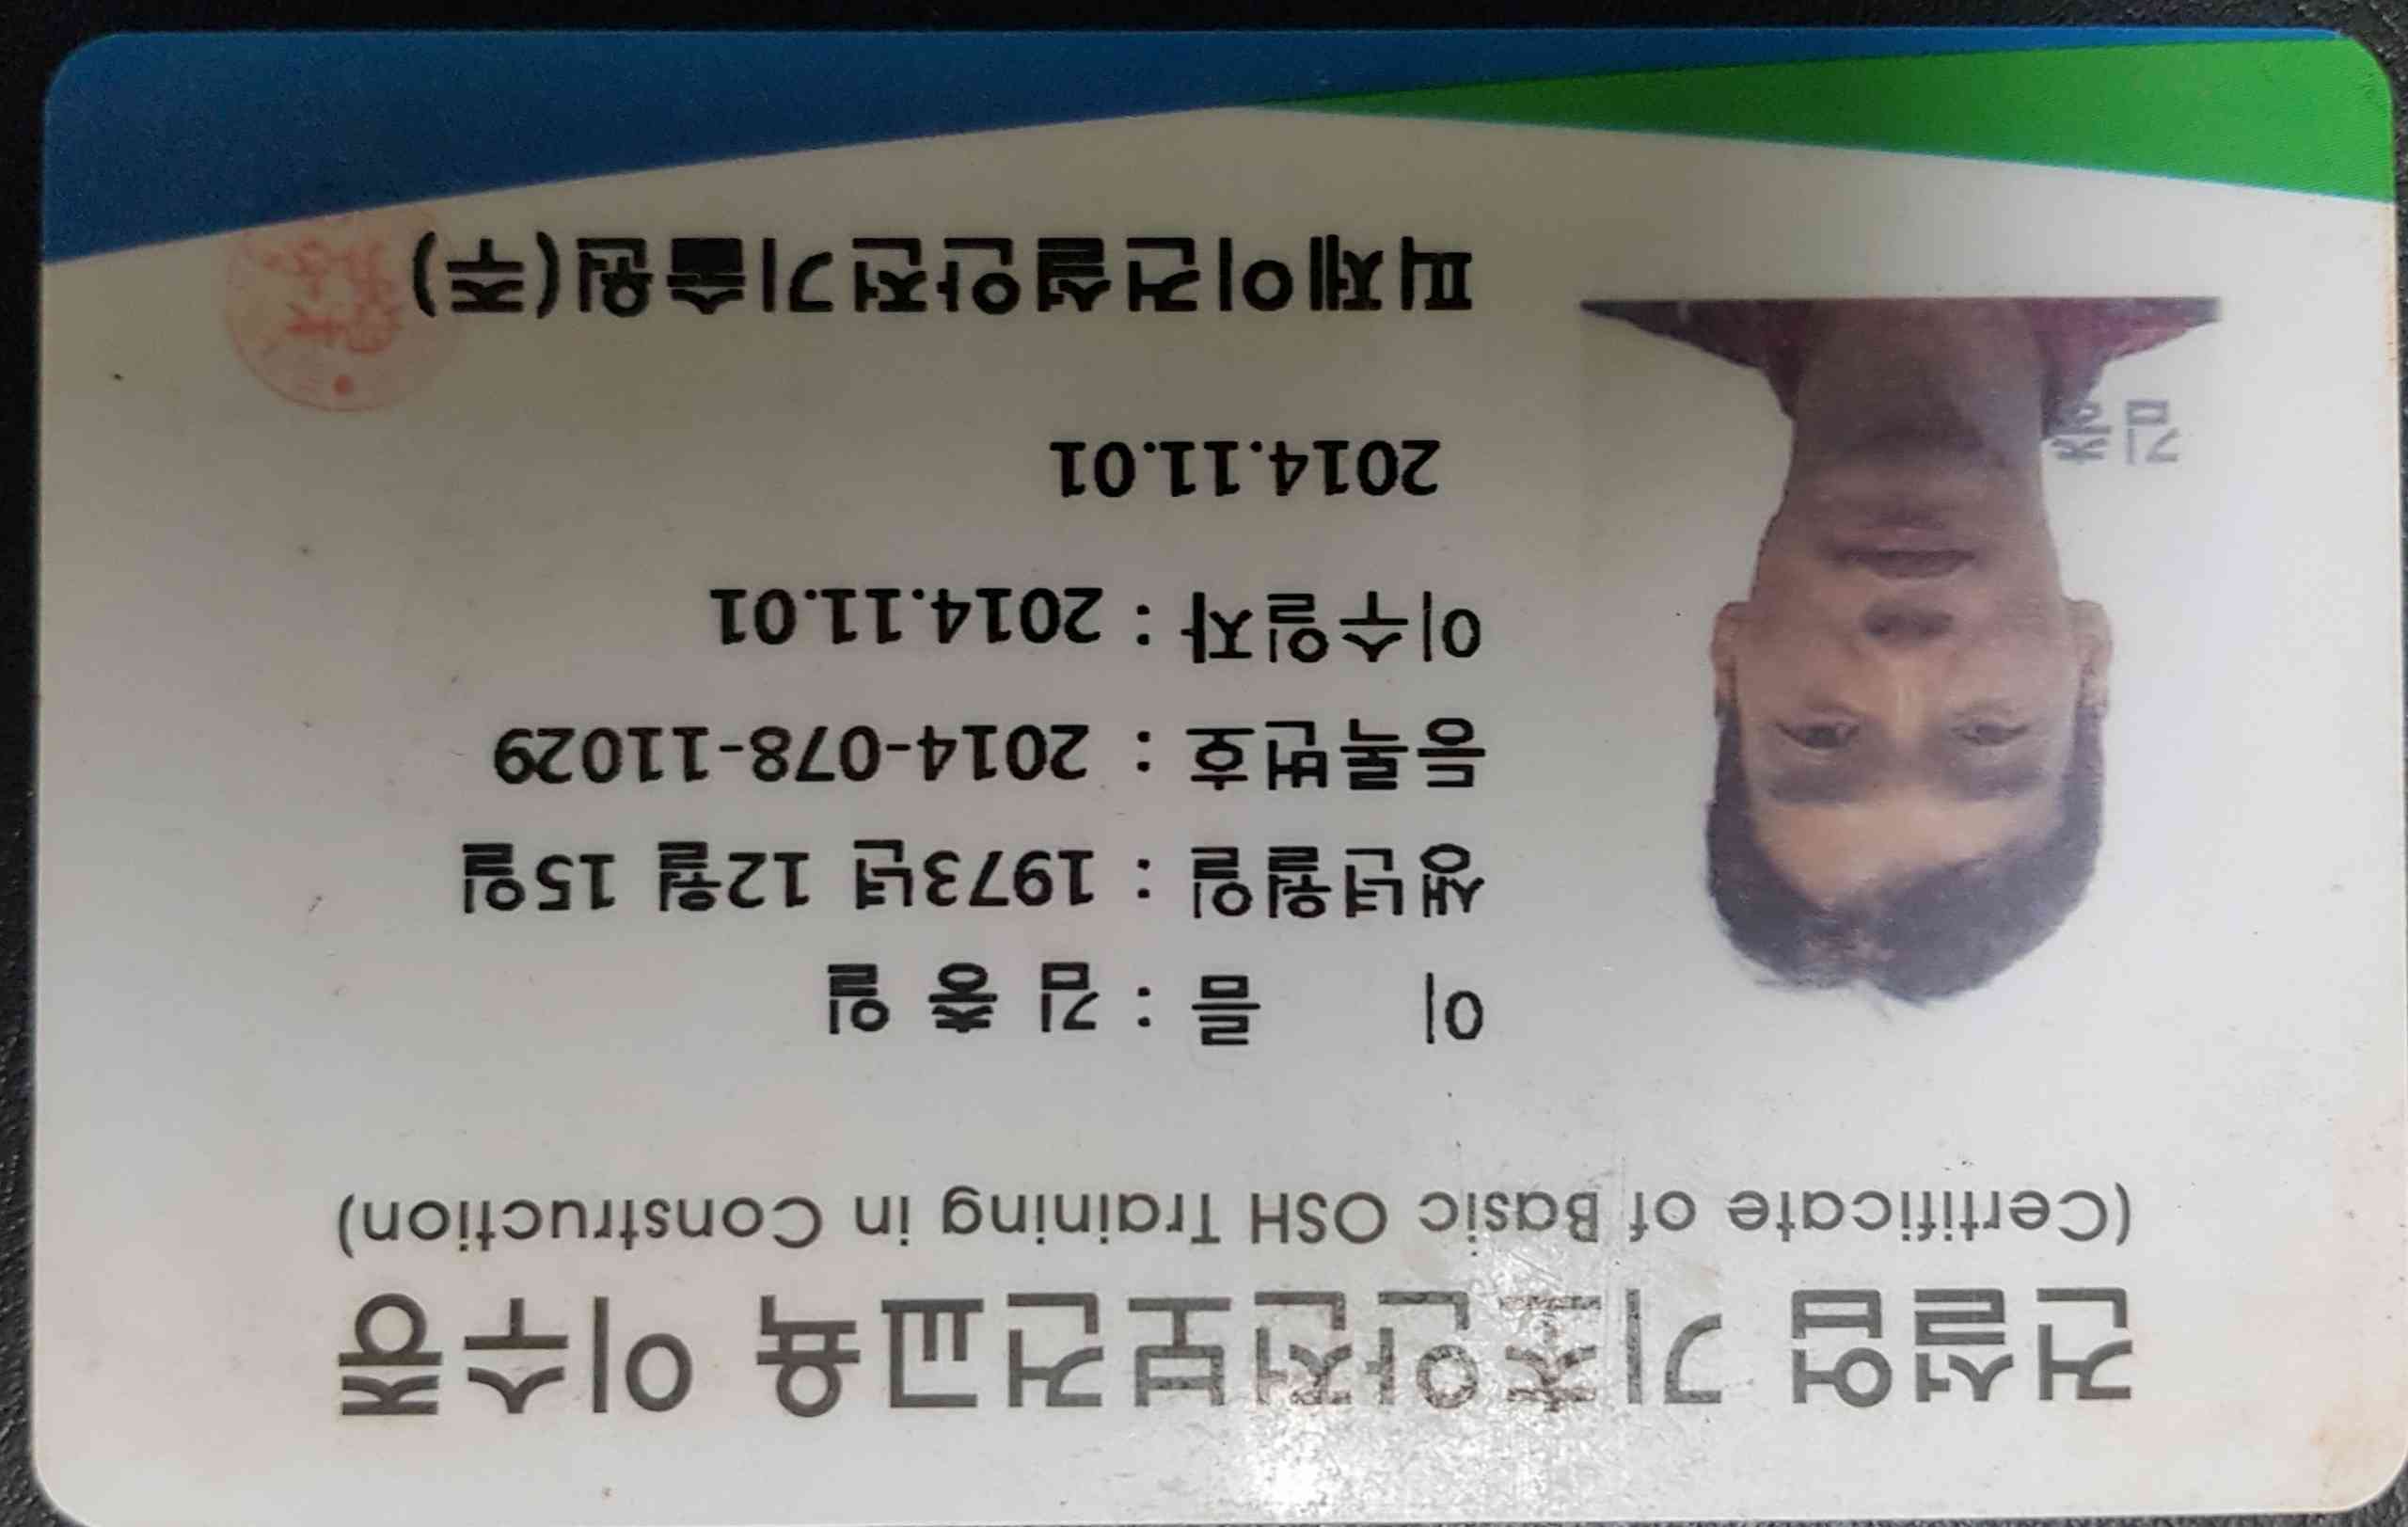 건설업 기초안전보건교육 이수증
(Certificate of Basic OSH Training in Construction)
이 름 : 김 홍 일
생년월일 : 1973년 12월 15일
등록번호 : 2014-078-11029
이수일자 : 2014.11.01
2014.11.01
피제이건설안전기술원(주)
김